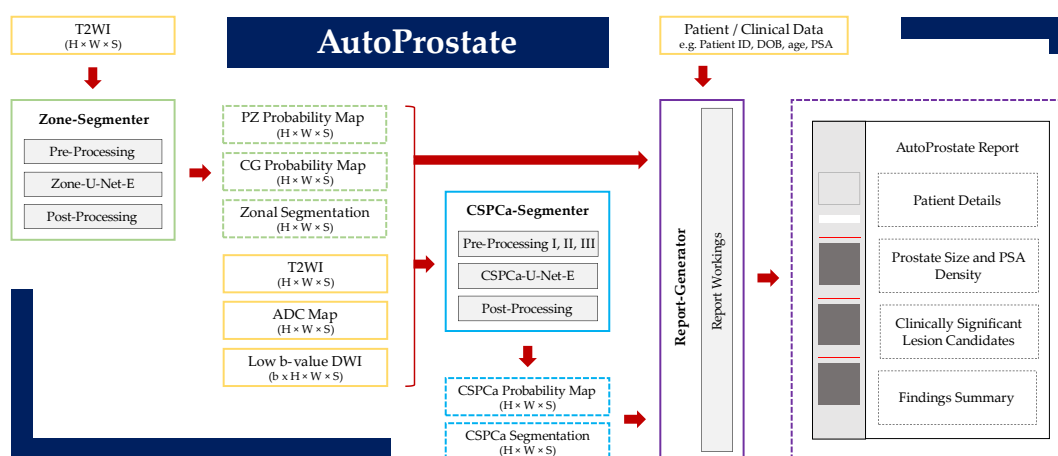 T2WI
(H × W × S)
AutoProstate
Patient / Clinical Data
e.g. Patient ID, DOB, age, PSA
Zone-Segmenter
Pre-Processing
Zone-U-Net-E
Post-Processing
PZ Probability Map
(H × W × S)
CG Probability Map
(H × W × S)
Zonal Segmentation
(H × W × S)
T2WI
(H × W × S)
ADC Map
(H × W × S)
Low b-value DWI
(b x H × W × S)
CSPCa-Segmenter
Pre-Processing I, II, III
CSPCa-U-Net-E
Post-Processing
CSPCa Probability Map
(H × W × S)
CSPCa Segmentation
(H × W × S)
Report-Generator
Report Workings
AutoProstate Report
Patient Details
Prostate Size and PSA
Density
Clinically Significant
Lesion Candidates
Findings Summary